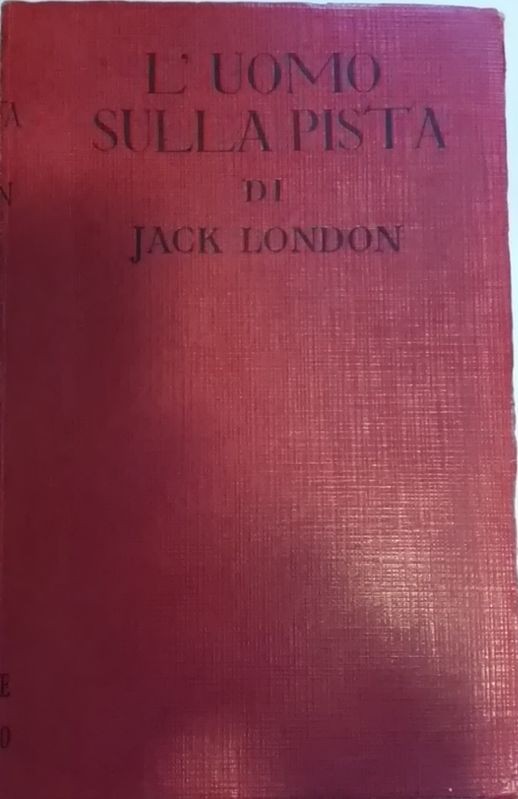 L' UOMO
SULLA PISTA
DI
JACK LONDON